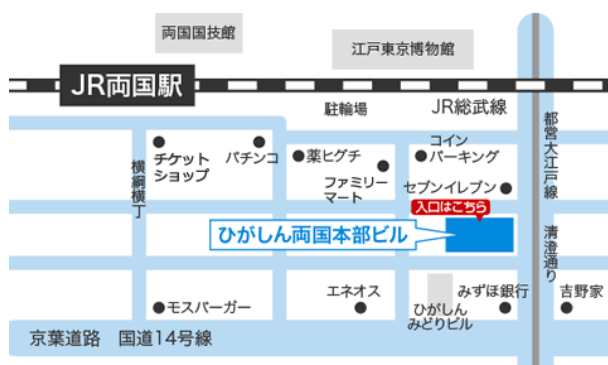 両国国技館
江戸東京博物館
JR両国駅
駐輪場
JR総武線
都営大江戸線
コイン
パーキング
チケット
ショップ
パチンコ
薬ヒグチ
ファミリー
マート
横綱横丁
セブンイレブン
入口はこちら
ひがしん両国本部ビル
清澄通り
エネオス
みずほ銀行
吉野家
モスバーガー
ひがしん
みどりビル
京葉道路 国道14号線